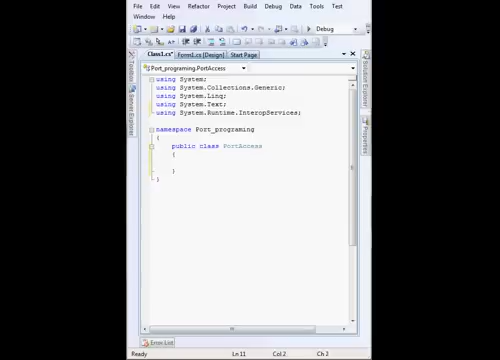 File Edit View Refactor Project Build Debug Data Tools Test
Window Help
Debug
Class1.cs* Form1.cs [Design] Start Page
Port_programing.PortAccess
using System;
using System.Collections.Generic;
using System.Linq;
using System.Text;
using System.Runtime.InteropServices;
namespace Port_programing
{
public class PortAccess
{
}
}
Toolbox
Server Explorer
Solution Explorer
Properties
Error List
Ready Ln 11 Col 2 Ch 2